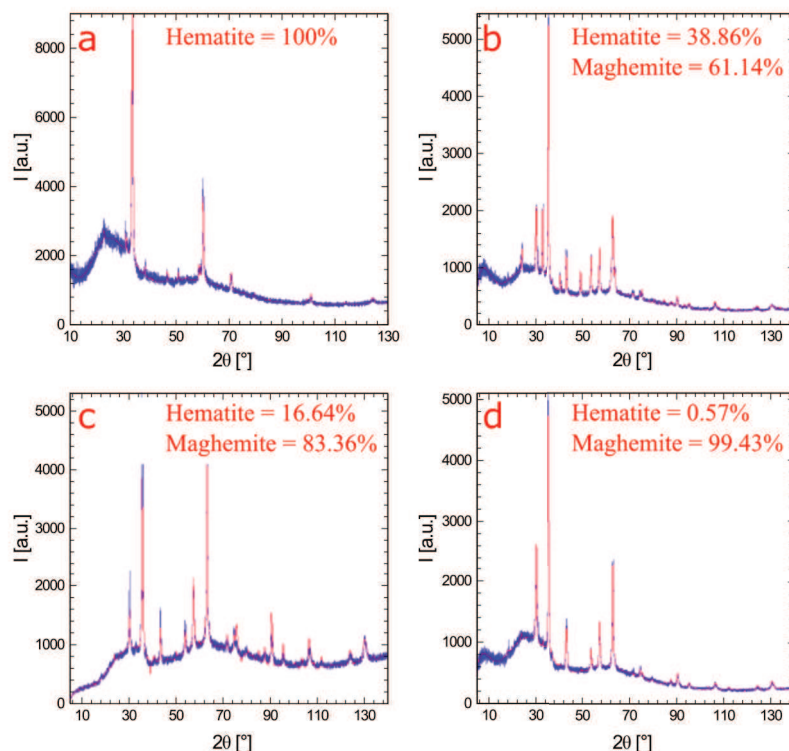 a
Hematite = 100%
8000
6000
4000
2000
0
I [a.u.]
10 30 50 70 90 110 130
2θ [°]
b
Hematite = 38.86%
Maghemite = 61.14%
5000
4000
3000
2000
1000
0
I [a.u.]
10 30 50 70 90 110 130
2θ [°]
c
Hematite = 16.64%
Maghemite = 83.36%
5000
4000
3000
2000
1000
0
I [a.u.]
10 30 50 70 90 110 130
2θ [°]
d
Hematite = 0.57%
Maghemite = 99.43%
5000
4000
3000
2000
1000
0
I [a.u.]
10 30 50 70 90 110 130
2θ [°]